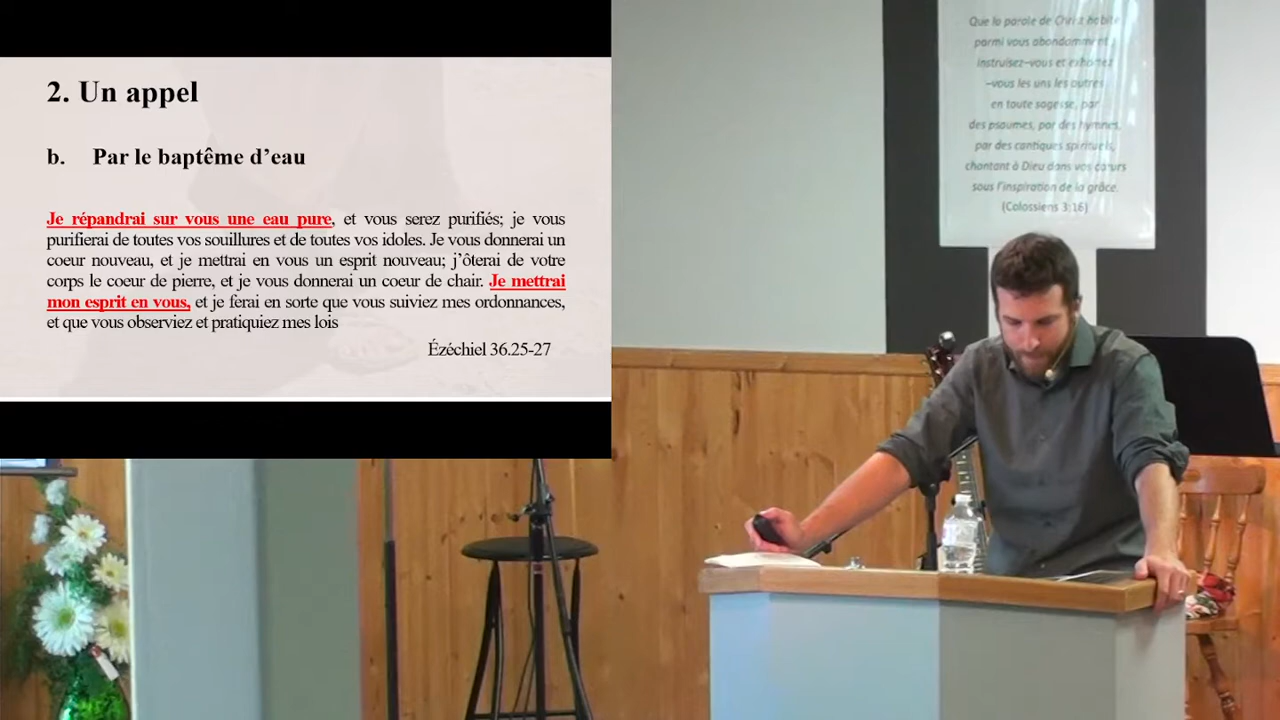 2. Un appel
b. Par le baptême d'eau
Je répandrai sur vous une eau pure, et vous serez purifiés; je vous
purifierai de toutes vos souillures et de toutes vos idoles. Je vous donnerai un
coeur nouveau, et je mettrai en vous un esprit nouveau; j'ôterai de votre
corps le coeur de pierre, et je vous donnerai un coeur de chair. Je mettrai
mon esprit en vous, et je ferai en sorte que vous suiviez mes ordonnances,
et que vous observiez et pratiquiez mes lois
Ézéchiel 36.25-27
Que la parole de Christ habite
parmi vous abondamment;
instruisez-vous et exhortez
-vous les uns les autres
en toute sagesse, par
des psaumes, par des hymnes,
par des cantiques spirituels,
chantant à Dieu dans vos cœurs
sous l'inspiration de la grâce.
(Colossiens 3:16)